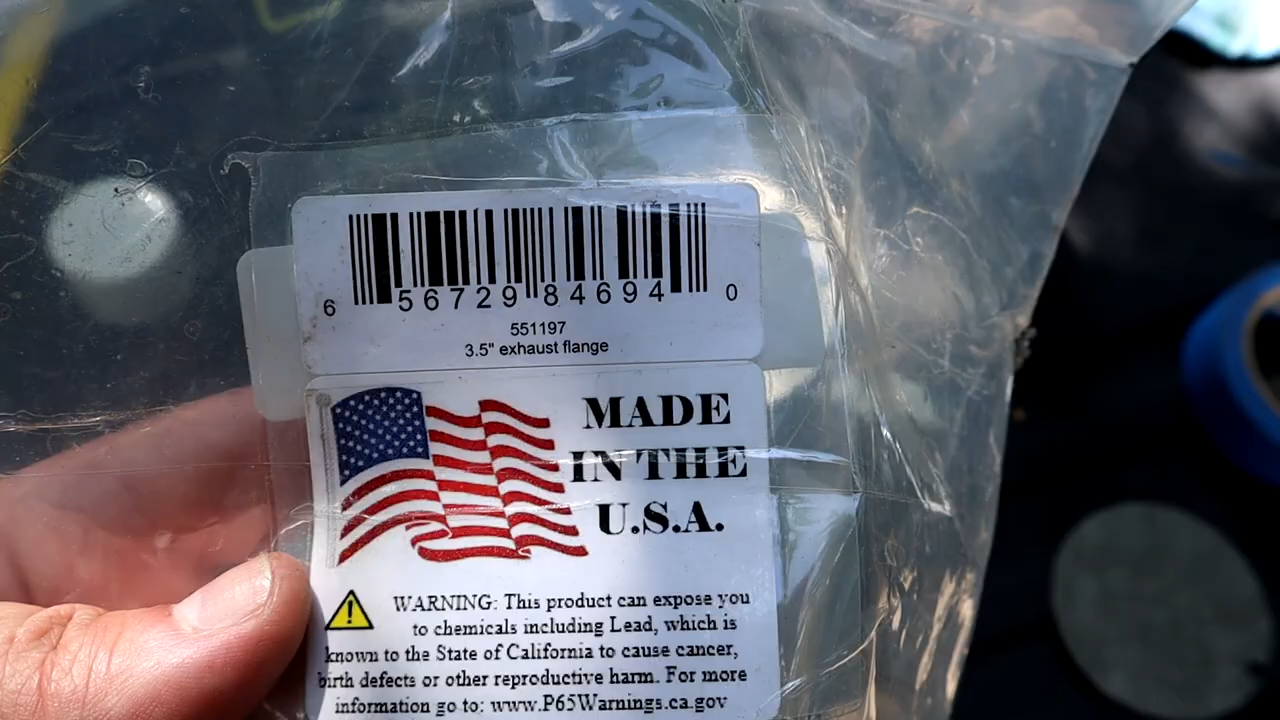 6 56729 84694 0
551197
3.5" exhaust flange
MADE
IN THE
U.S.A.
WARNING: This product can expose you
to chemicals including Lead, which is
known to the State of California to cause cancer,
birth defects or other reproductive harm. For more
information go to: www.P65Warnings.ca.gov